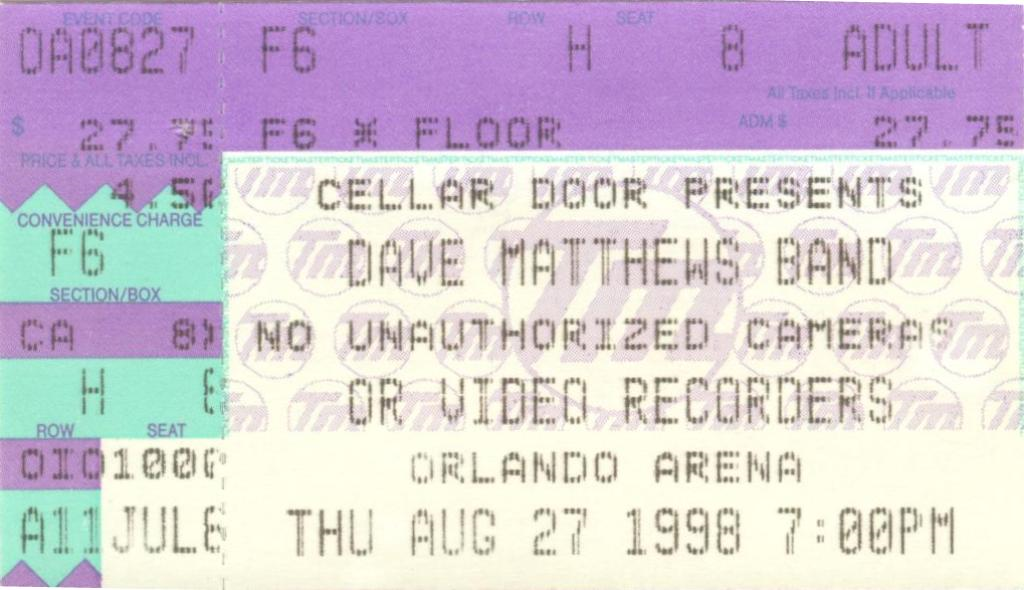 EVENT CODE SECTION/BOX ROW SEAT
OA0827 F6 H 8 ADULT
All Taxes Incl. If Applicable
$ 27.75 F6 * FLOOR ADM $ 27.75
PRICE & ALL TAXES INCL.
4.50 CELLAR DOOR PRESENTS
CONVENIENCE CHARGE
F6 DAVE MATTHEWS BAND
SECTION/BOX
CA NO UNAUTHORIZED CAMERAS
H OR VIDEO RECORDERS
ROW SEAT
ORLANDO ARENA
A11JUL8 THU AUG 27 1998 7:00PM